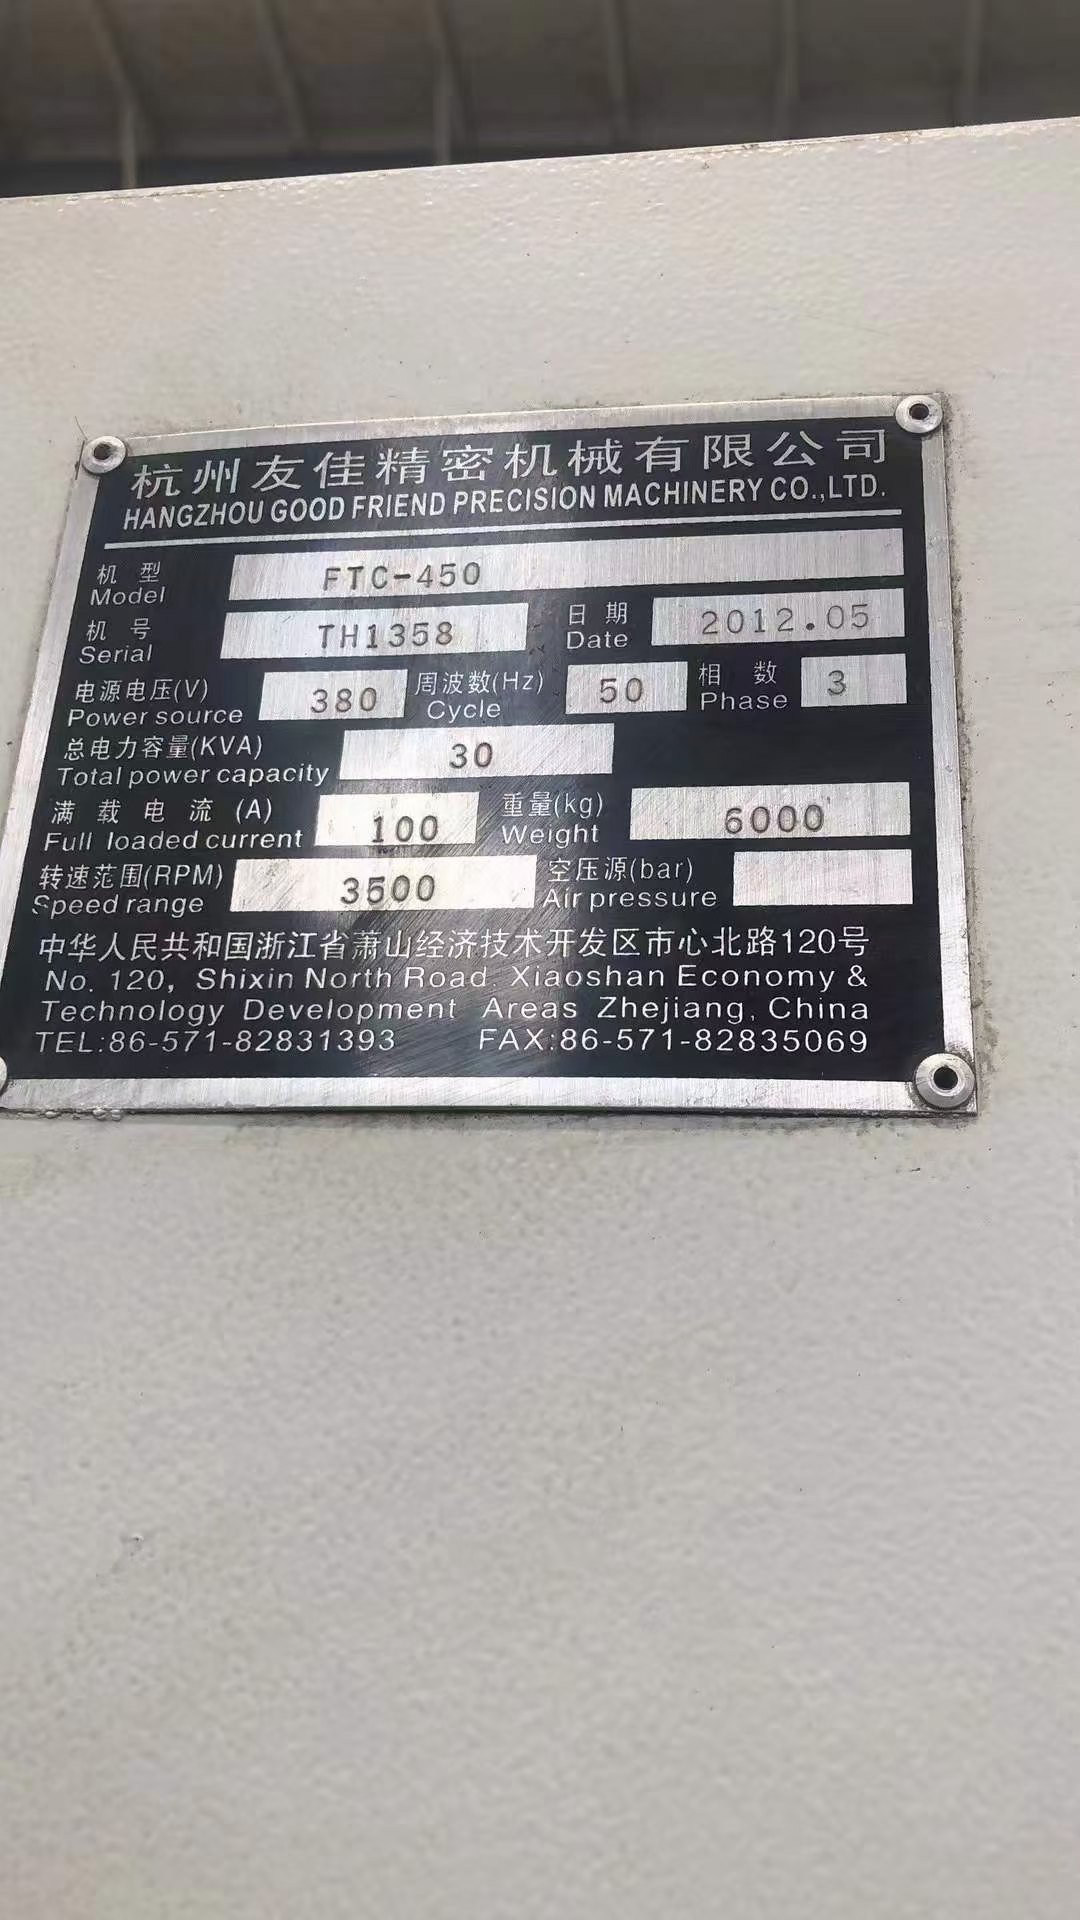 杭州友佳精密机械有限公司
HANGZHOU GOOD FRIEND PRECISION MACHINERY CO.,LTD.
机 型 FTC-450
Model
机 号 TH1358 日 期 2012.05
Serial Date
电源电压(V) 380 周波数(Hz) 50 相 数 3
Power source Cycle Phase
总电力容量(KVA) 30
Total power capacity
满 载 电 流 (A) 100 重量(kg) 6000
Full loaded current Weight
转速范围(RPM) 3500 空压源(bar)
Speed range Air pressure
中华人民共和国浙江省萧山经济技术开发区市心北路120号
No. 120, Shixin North Road. Xiaoshan Economy &
Technology Development Areas Zhejiang, China
TEL:86-571-82831393 FAX:86-571-82835069